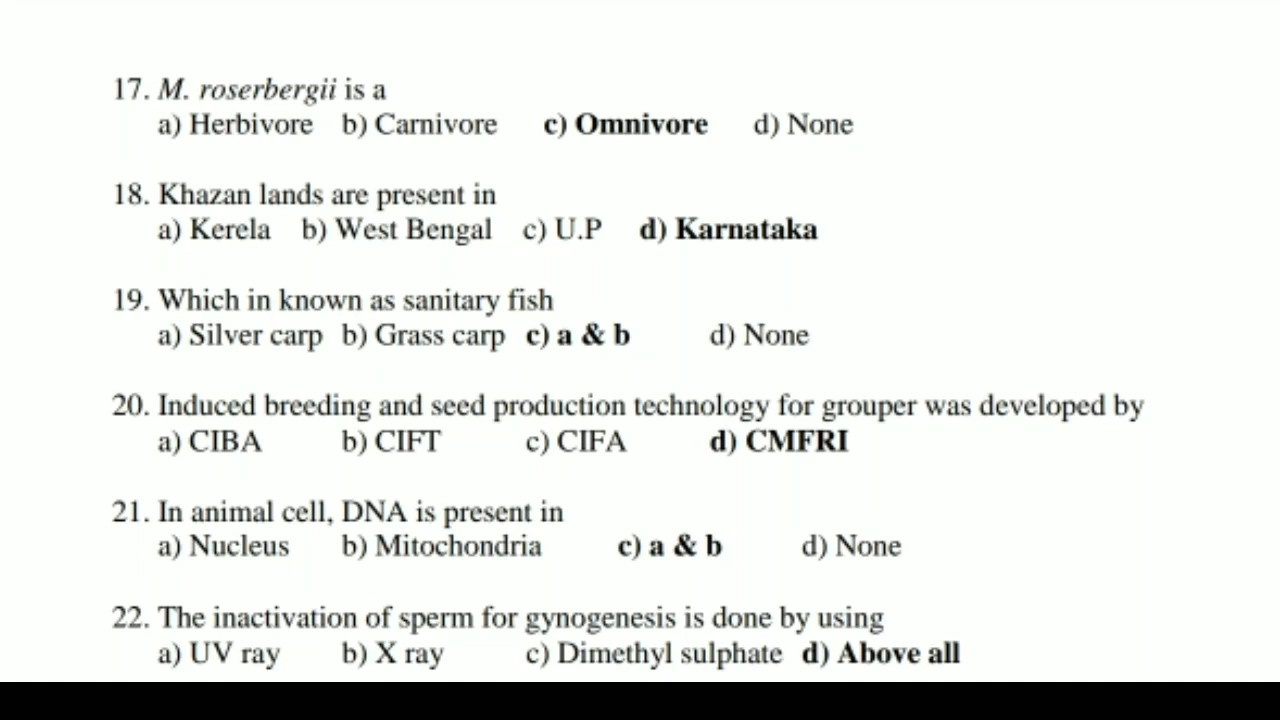 17. M. roserbergii is a
a) Herbivore b) Carnivore c) Omnivore d) None
18. Khazan lands are present in
a) Kerela b) West Bengal c) U.P d) Karnataka
19. Which in known as sanitary fish
a) Silver carp b) Grass carp c) a & b d) None
20. Induced breeding and seed production technology for grouper was developed by
a) CIBA b) CIFT c) CIFA d) CMFRI
21. In animal cell, DNA is present in
a) Nucleus b) Mitochondria c) a & b d) None
22. The inactivation of sperm for gynogenesis is done by using
a) UV ray b) X ray c) Dimethyl sulphate d) Above all